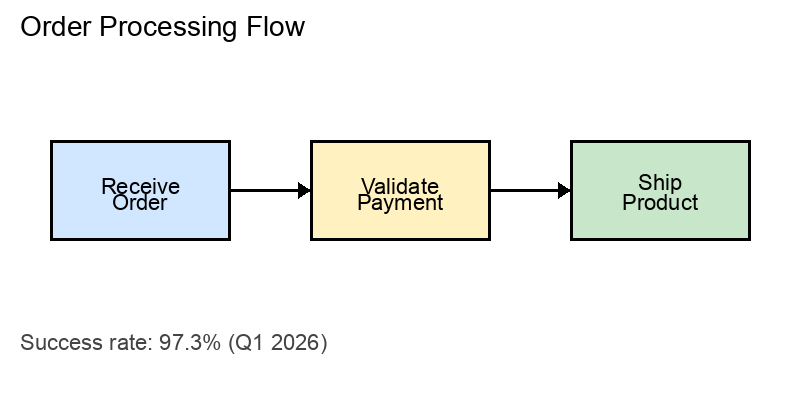 Order Processing Flow
Receive
Order
Validate
Payment
Ship
Product
Success rate: 97.3% (Q1 2026)